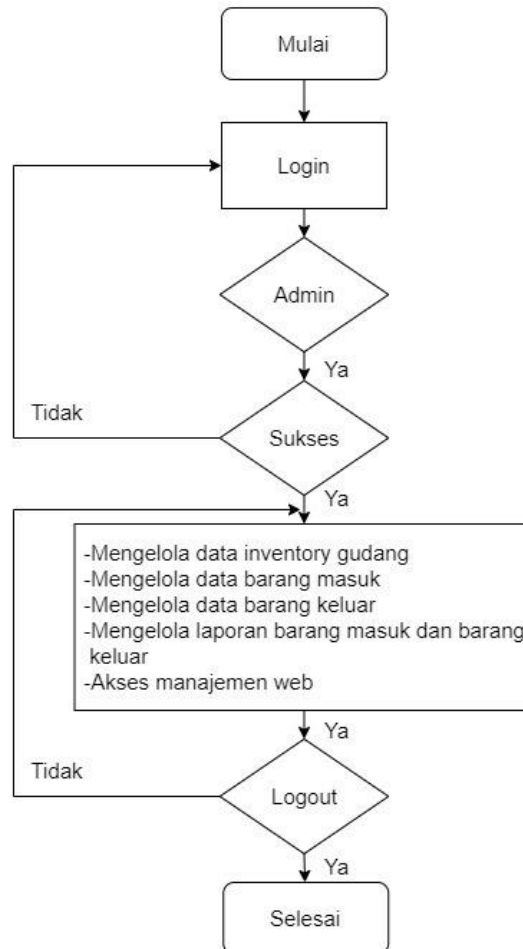 Mulai
Login
Admin
Ya
Tidak
Sukses
Ya
-Mengelola data inventory gudang
-Mengelola data barang masuk
-Mengelola data barang keluar
-Mengelola laporan barang masuk dan barang
keluar
-Akses manajemen web
Ya
Tidak
Logout
Ya
Selesai